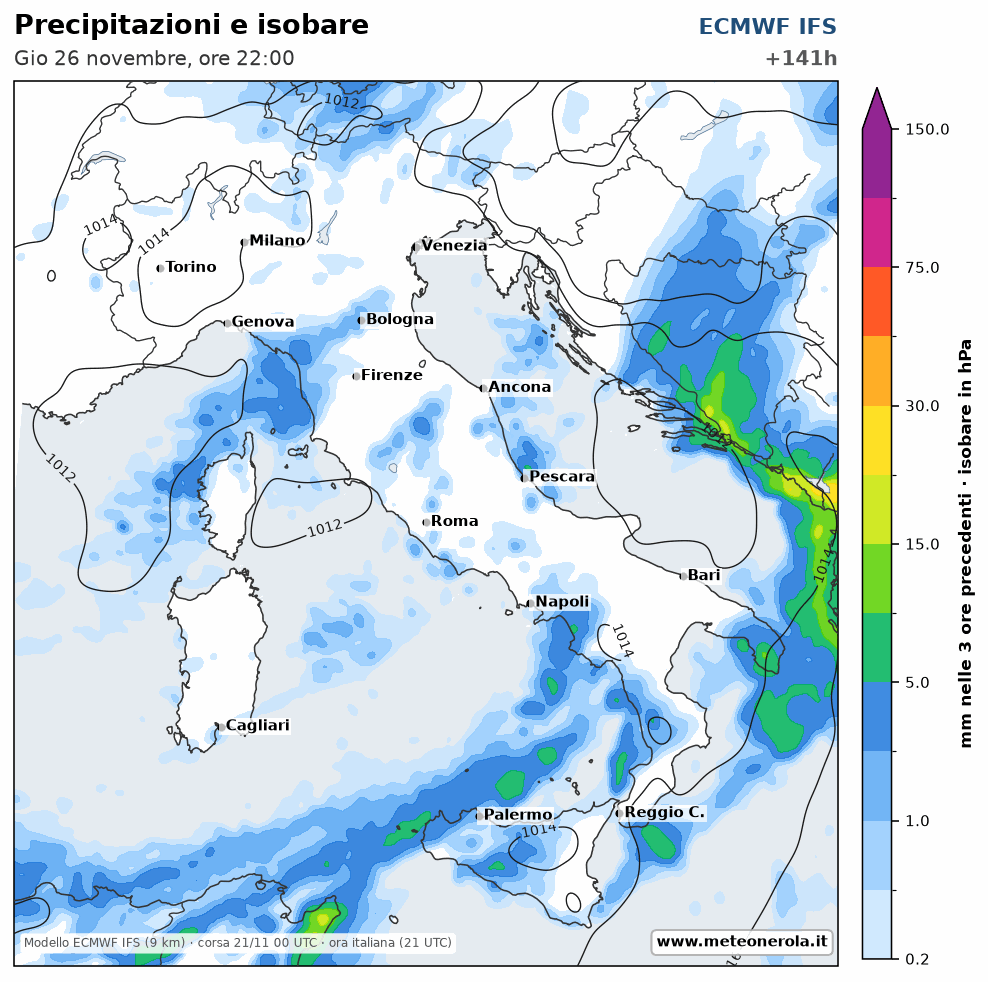 Precipitazioni e isobare
ECMWF IFS
Gio 26 novembre, ore 22:00
+141h
1012
1014
1014
Milano
Venezia
Torino
Genova
Bologna
Firenze
Ancona
1012
1012
Pescara
1012
Roma
1014
Bari
Napoli
1014
Cagliari
Palermo
Reggio C.
1014
Modello ECMWF IFS (9 km) · corsa 21/11 00 UTC · ora italiana (21 UTC)
www.meteonerola.it
150.0
75.0
30.0
15.0
5.0
1.0
0.2
mm nelle 3 ore precedenti · isobare in hPa